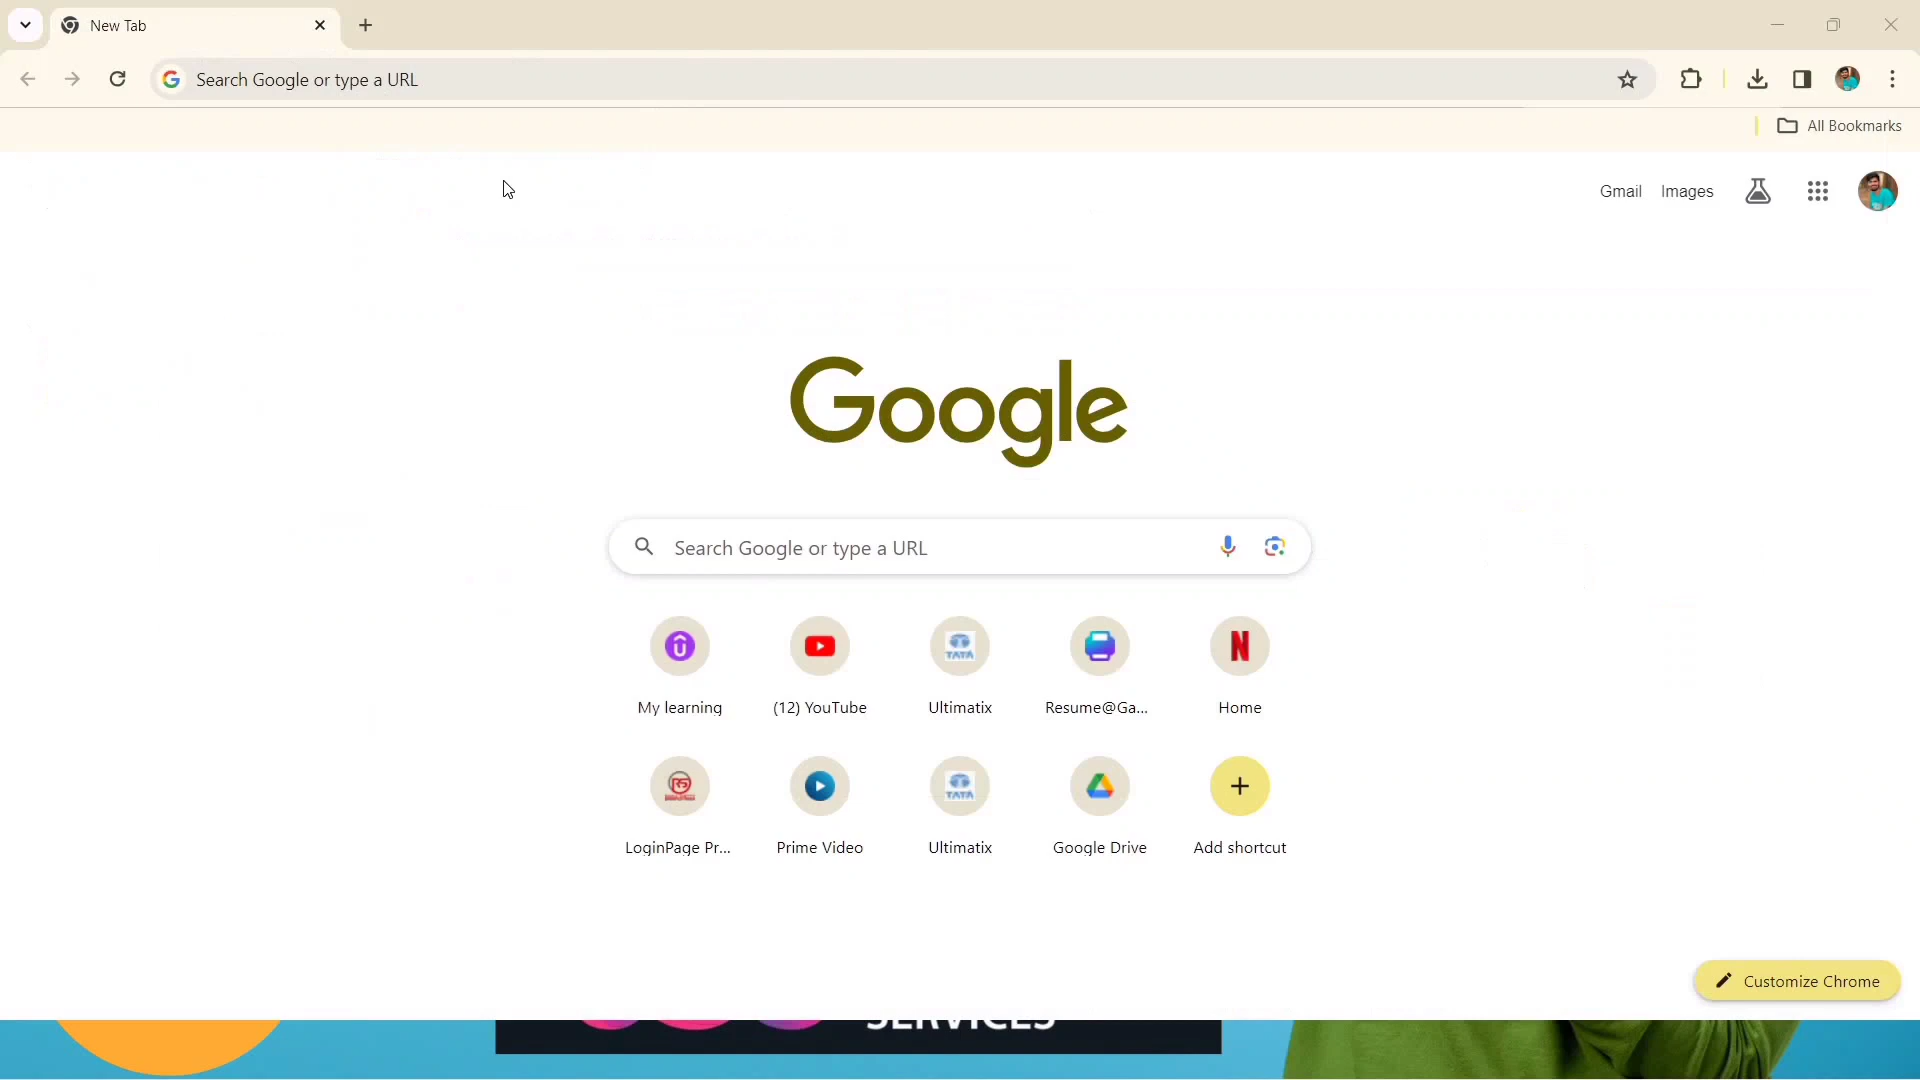 New Tab
Search Google or type a URL
All Bookmarks
Gmail Images
Google
Search Google or type a URL
My learning (12) YouTube Ultimatix Resume@Ga... Home
LoginPage Pr... Prime Video Ultimatix Google Drive Add shortcut
Customize Chrome
SERVICES